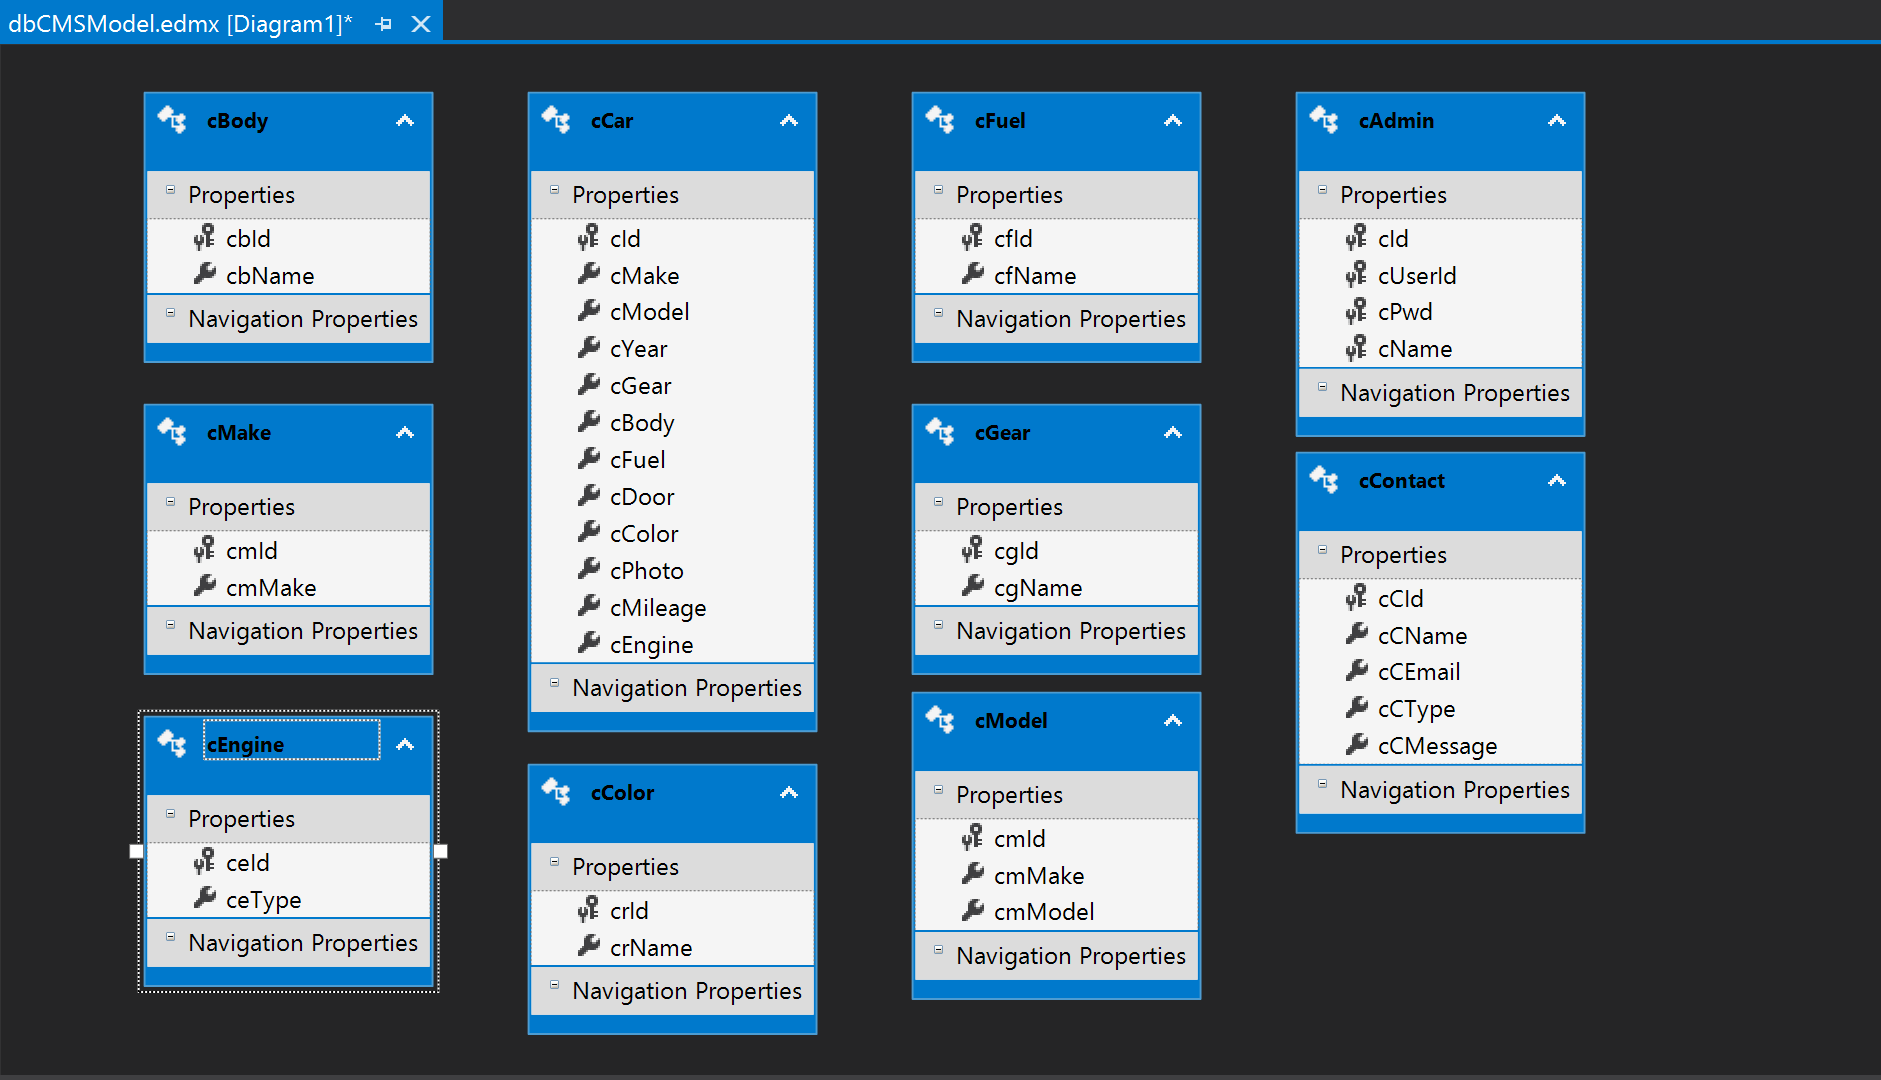 dbCMSModel.edmx [Diagram1]*
cBody
Properties
cbId
cbName
Navigation Properties
cMake
Properties
cmId
cmMake
Navigation Properties
cEngine
Properties
ceId
ceType
Navigation Properties
cCar
Properties
cId
cMake
cModel
cYear
cGear
cBody
cFuel
cDoor
cColor
cPhoto
cMileage
cEngine
Navigation Properties
cColor
Properties
crId
crName
Navigation Properties
cFuel
Properties
cfId
cfName
Navigation Properties
cGear
Properties
cgId
cgName
Navigation Properties
cModel
Properties
cmId
cmMake
cmModel
Navigation Properties
cAdmin
Properties
cId
cUserId
cPwd
cName
Navigation Properties
cContact
Properties
cCId
cCName
cCEmail
cCType
cCMessage
Navigation Properties